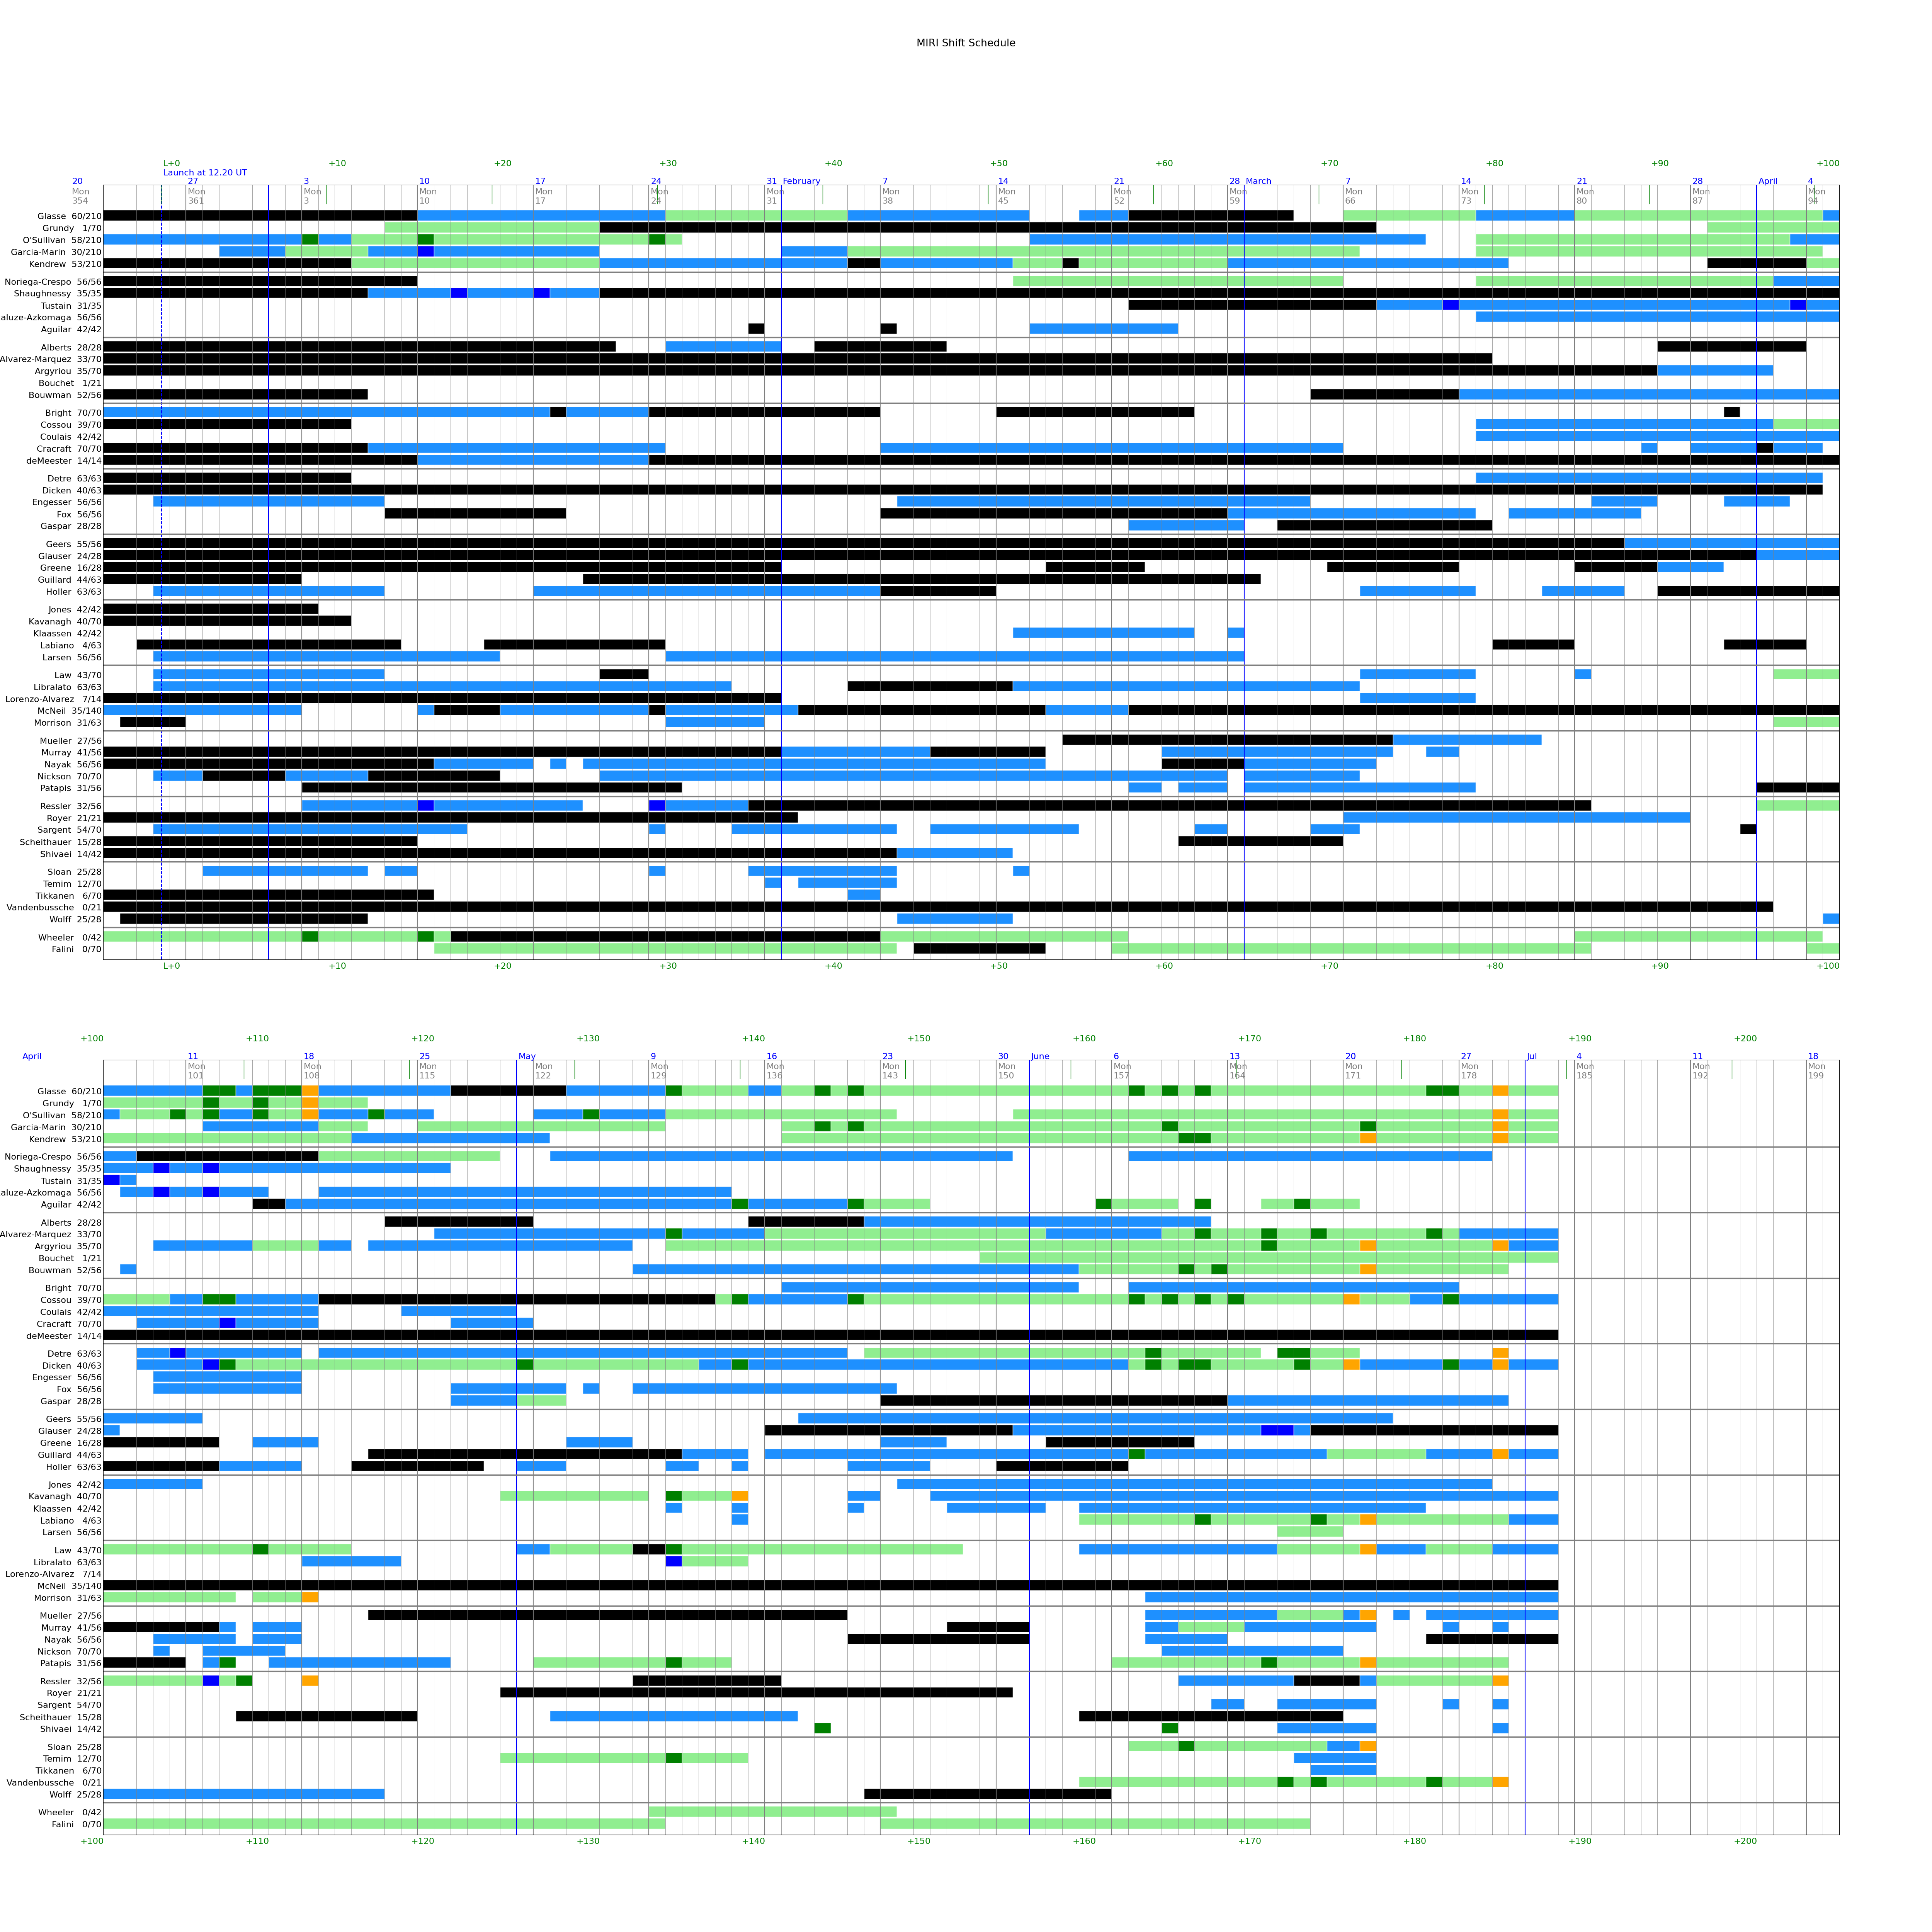 MIRI Shift Schedule
L+0 +10 +20 +30 +40 +50 +60 +70 +80 +90 +100
Launch at 12.20 UT
20 27 3 10 17 24 31 February 7 14 21 28 March 7 14 21 28 April 4
Mon Mon Mon Mon Mon Mon Mon Mon Mon Mon Mon Mon Mon Mon Mon Mon
354 361 3 10 17 24 31 38 45 52 59 66 73 80 87 94
Glasse 60/210
Grundy 1/70
O'Sullivan 58/210
Garcia-Marin 30/210
Kendrew 53/210
Noriega-Crespo 56/56
Shaughnessy 35/35
Tustain 31/35
aluze-Azkomaga 56/56
Aguilar 42/42
Alberts 28/28
Alvarez-Marquez 33/70
Argyriou 35/70
Bouchet 1/21
Bouwman 52/56
Bright 70/70
Cossou 39/70
Coulais 42/42
Cracraft 70/70
deMeester 14/14
Detre 63/63
Dicken 40/63
Engesser 56/56
Fox 56/56
Gaspar 28/28
Geers 55/56
Glauser 24/28
Greene 16/28
Guillard 44/63
Holler 63/63
Jones 42/42
Kavanagh 40/70
Klaassen 42/42
Labiano 4/63
Larsen 56/56
Law 43/70
Libralato 63/63
Lorenzo-Alvarez 7/14
McNeil 35/140
Morrison 31/63
Mueller 27/56
Murray 41/56
Nayak 56/56
Nickson 70/70
Patapis 31/56
Ressler 32/56
Royer 21/21
Sargent 54/70
Scheithauer 15/28
Shivaei 14/42
Sloan 25/28
Temim 12/70
Tikkanen 6/70
Vandenbussche 0/21
Wolff 25/28
Wheeler 0/42
Falini 0/70
L+0 +10 +20 +30 +40 +50 +60 +70 +80 +90 +100
+100 +110 +120 +130 +140 +150 +160 +170 +180 +190 +200
April 11 18 25 May 9 16 23 30 June 6 13 20 27 Jul 4 11 18
Mon Mon Mon Mon Mon Mon Mon Mon Mon Mon Mon Mon Mon Mon Mon
101 108 115 122 129 136 143 150 157 164 171 178 185 192 199
Glasse 60/210
Grundy 1/70
O'Sullivan 58/210
Garcia-Marin 30/210
Kendrew 53/210
Noriega-Crespo 56/56
Shaughnessy 35/35
Tustain 31/35
aluze-Azkomaga 56/56
Aguilar 42/42
Alberts 28/28
Alvarez-Marquez 33/70
Argyriou 35/70
Bouchet 1/21
Bouwman 52/56
Bright 70/70
Cossou 39/70
Coulais 42/42
Cracraft 70/70
deMeester 14/14
Detre 63/63
Dicken 40/63
Engesser 56/56
Fox 56/56
Gaspar 28/28
Geers 55/56
Glauser 24/28
Greene 16/28
Guillard 44/63
Holler 63/63
Jones 42/42
Kavanagh 40/70
Klaassen 42/42
Labiano 4/63
Larsen 56/56
Law 43/70
Libralato 63/63
Lorenzo-Alvarez 7/14
McNeil 35/140
Morrison 31/63
Mueller 27/56
Murray 41/56
Nayak 56/56
Nickson 70/70
Patapis 31/56
Ressler 32/56
Royer 21/21
Sargent 54/70
Scheithauer 15/28
Shivaei 14/42
Sloan 25/28
Temim 12/70
Tikkanen 6/70
Vandenbussche 0/21
Wolff 25/28
Wheeler 0/42
Falini 0/70
+100 +110 +120 +130 +140 +150 +160 +170 +180 +190 +200